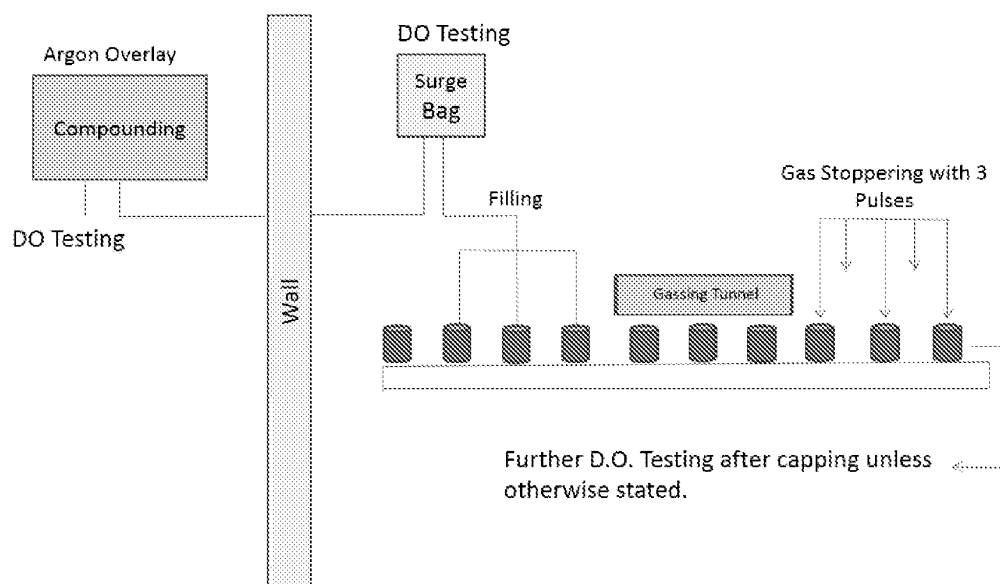 Argon Overlay
Compounding
DO Testing
Wall
DO Testing
Surge
Bag
Filling
Gassing Tunnel
Gas Stoppering with 3
Pulses
Further D.O. Testing after capping unless
otherwise stated.